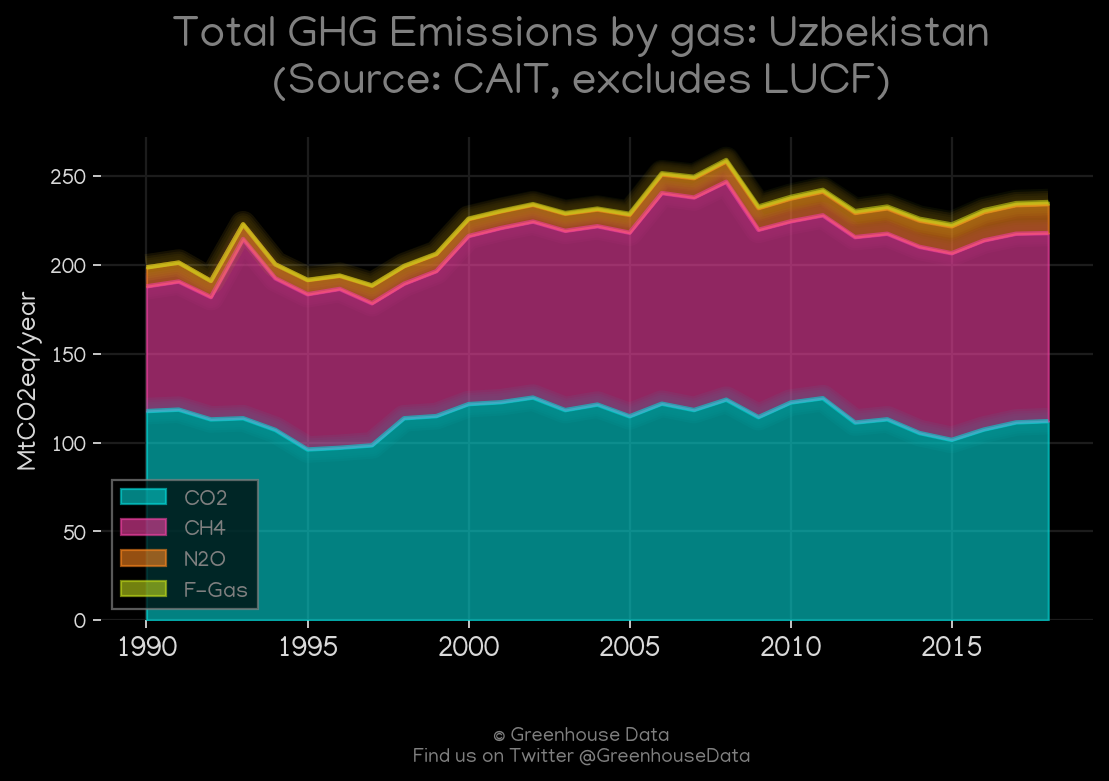 Total GHG Emissions by gas: Uzbekistan
(Source: CAIT, excludes LUCF)
MtCO2eq/year
250
200
150
100
50
0
CO2
CH4
N2O
F-Gas
1990 1995 2000 2005 2010 2015
© Greenhouse Data
Find us on Twitter @GreenhouseData